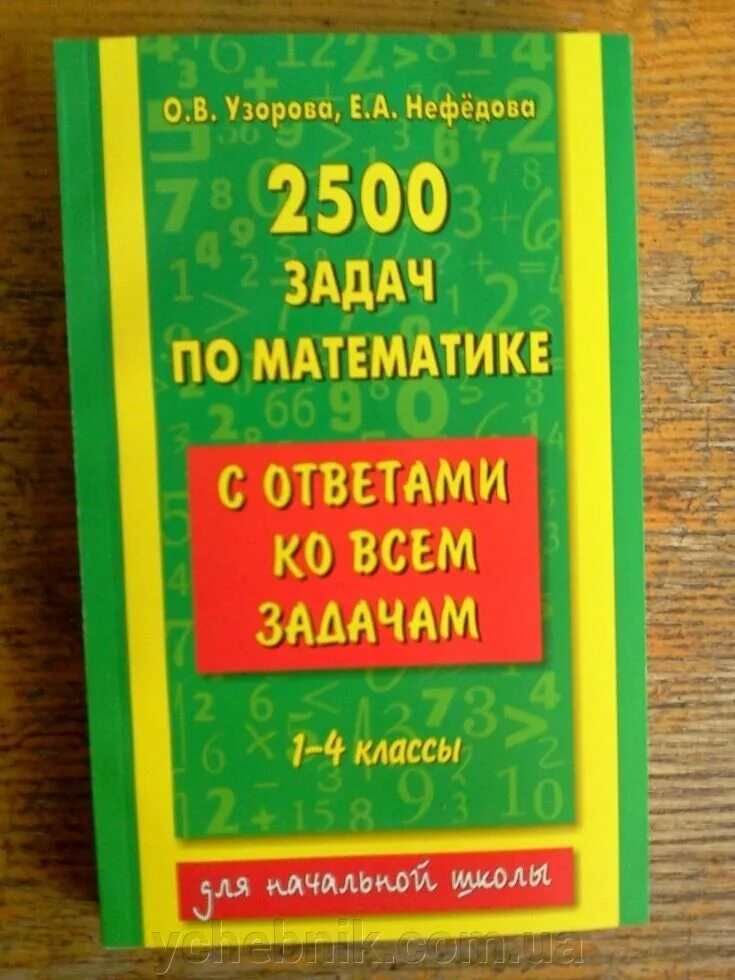 О.В. Узорова, Е.А. Нефёдова
2500
ЗАДАЧ
ПО МАТЕМАТИКЕ
С ОТВЕТАМИ
КО ВСЕМ
ЗАДАЧАМ
1–4 классы
для начальной школы
ychebnik.com.ua